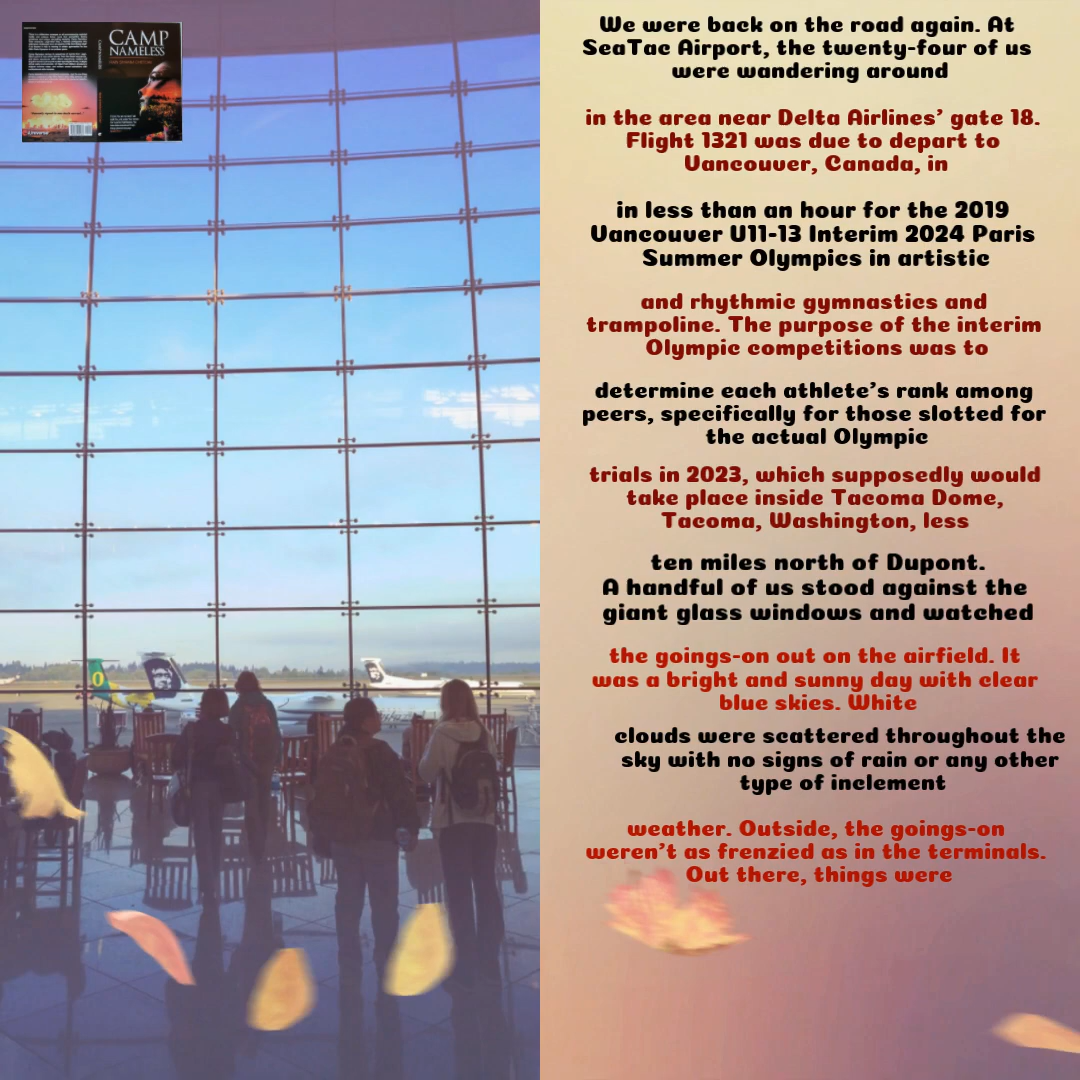 CAMP
NAMELESS
We were back on the road again. At
SeaTac Airport, the twenty-four of us
were wandering around
in the area near Delta Airlines’ gate 18.
Flight 1321 was due to depart to
Vancouver, Canada, in
in less than an hour for the 2019
Vancouver U11-13 Interim 2024 Paris
Summer Olympics in artistic
and rhythmic gymnastics and
trampoline. The purpose of the interim
Olympic competitions was to
determine each athlete’s rank among
peers, specifically for those slotted for
the actual Olympic
trials in 2023, which supposedly would
take place inside Tacoma Dome,
Tacoma, Washington, less
ten miles north of Dupont.
A handful of us stood against the
giant glass windows and watched
the goings-on out on the airfield. It
was a bright and sunny day with clear
blue skies. White
clouds were scattered throughout the
sky with no signs of rain or any other
type of inclement
weather. Outside, the goings-on
weren’t as frenzied as in the terminals.
Out there, things were